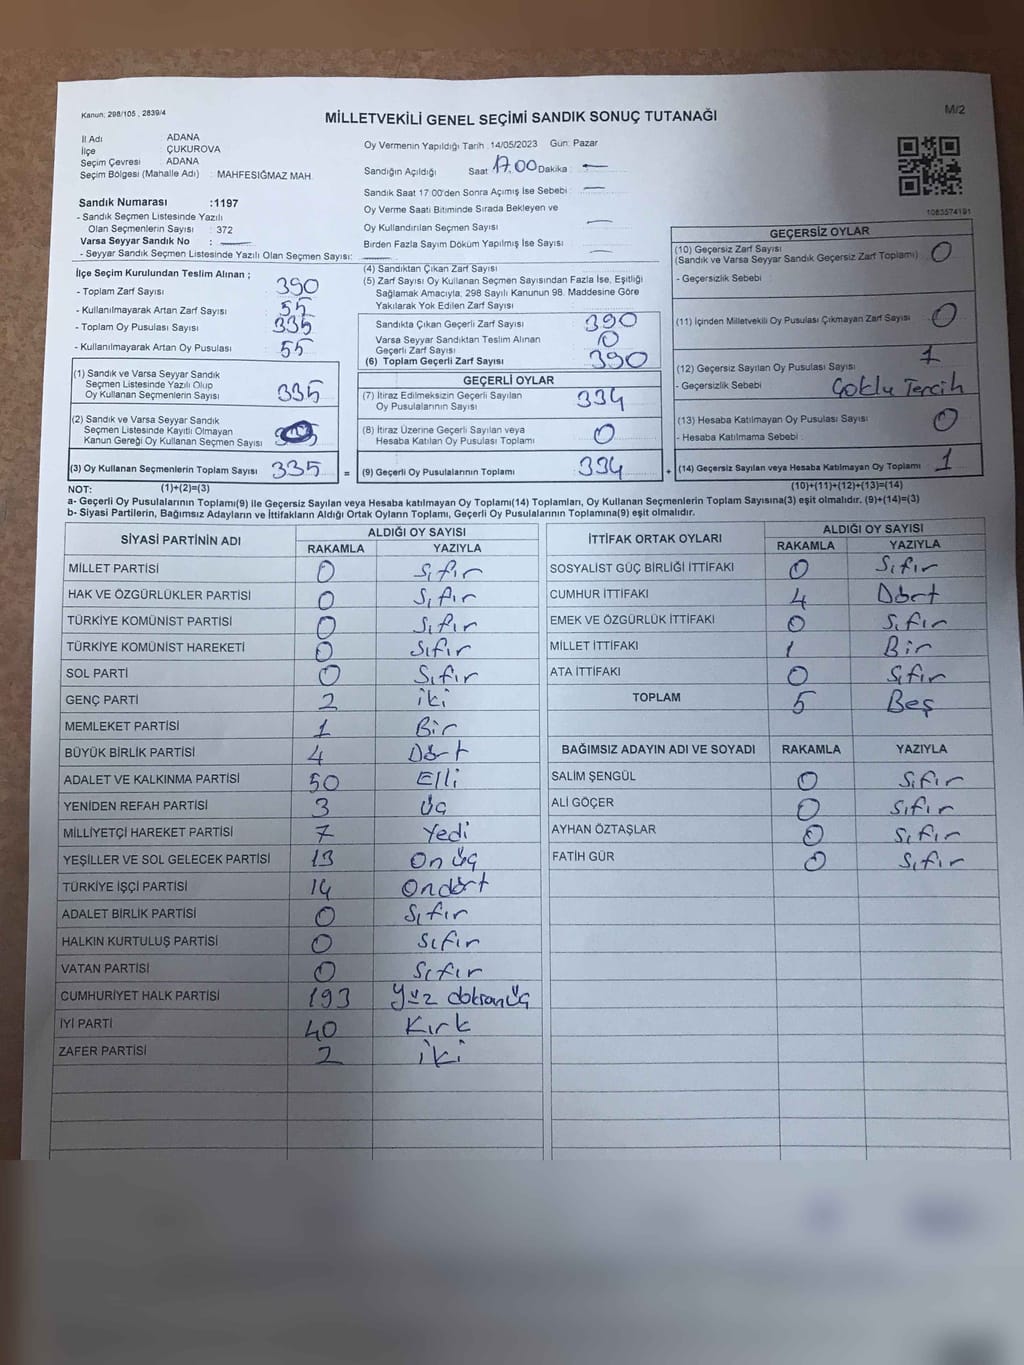 Kanun: 298/105 , 2839/4
MİLLETVEKİLİ GENEL SEÇİMİ SANDIK SONUÇ TUTANAĞI
M/2
İl Adı : ADANA
İlçe : ÇUKUROVA
Seçim Çevresi : ADANA
Seçim Bölgesi (Mahalle Adı) : MAHFESIĞMAZ MAH.
Sandık Numarası :1197
- Sandık Seçmen Listesinde Yazılı
Olan Seçmenlerin Sayısı : 372
Varsa Seyyar Sandık No :
- Seyyar Sandık Seçmen Listesinde Yazılı Olan Seçmen Sayısı:
Oy Vermenin Yapıldığı Tarih :14/05/2023 Gün: Pazar
Sandığın Açıldığı Saat 17.00 Dakika : —
Sandık Saat 17:00'den Sonra Açılmış İse Sebebi : —
Oy Verme Saati Bitiminde Sırada Bekleyen ve
Oy Kullandırılan Seçmen Sayısı —
Birden Fazla Sayım Döküm Yapılmış İse Sayısı —
1083574191
İlçe Seçim Kurulundan Teslim Alınan ;
- Toplam Zarf Sayısı 390
- Kullanılmayarak Artan Zarf Sayısı : 55
- Toplam Oy Pusulası Sayısı : 335
- Kullanılmayarak Artan Oy Pusulası : 55
(1) Sandık ve Varsa Seyyar Sandık
Seçmen Listesinde Yazılı Olup
Oy Kullanan Seçmenlerin Sayısı : 335
(2) Sandık ve Varsa Seyyar Sandık
Seçmen Listesinde Kayıtlı Olmayan
Kanun Gereği Oy Kullanan Seçmen Sayısı :
(3) Oy Kullanan Seçmenlerin Toplam Sayısı : 335 =
(1)+(2)=(3)
(4) Sandıktan Çıkan Zarf Sayısı
(5) Zarf Sayısı Oy Kullanan Seçmen Sayısından Fazla İse, Eşitliği
Sağlamak Amacıyla, 298 Sayılı Kanunun 98. Maddesine Göre
Yakılarak Yok Edilen Zarf Sayısı
Sandıkta Çıkan Geçerli Zarf Sayısı : 390
Varsa Seyyar Sandıktan Teslim Alınan
Geçerli Zarf Sayısı : 0
(6) Toplam Geçerli Zarf Sayısı : 390
GEÇERLİ OYLAR
(7) İtiraz Edilmeksizin Geçerli Sayılan
Oy Pusulalarının Sayısı : 334
(8) İtiraz Üzerine Geçerli Sayılan veya
Hesaba Katılan Oy Pusulası Toplamı : 0
(9) Geçerli Oy Pusulalarının Toplamı : 334 +
GEÇERSİZ OYLAR
(10) Geçersiz Zarf Sayısı
(Sandık ve Varsa Seyyar Sandık Geçersiz Zarf Toplamı) : 0
- Geçersizlik Sebebi :
(11) İçinden Milletvekili Oy Pusulası Çıkmayan Zarf Sayısı : 0
(12) Geçersiz Sayılan Oy Pusulası Sayısı : 1
- Geçersizlik Sebebi : Çoklu Tercih
(13) Hesaba Katılmayan Oy Pusulası Sayısı : 0
- Hesaba Katılmama Sebebi :
(14) Geçersiz Sayılan veya Hesaba Katılmayan Oy Toplamı : 1
(10)+(11)+(12)+(13)=(14)
NOT:
a- Geçerli Oy Pusulalarının Toplamı(9) ile Geçersiz Sayılan veya Hesaba katılmayan Oy Toplamı(14) Toplamları, Oy Kullanan Seçmenlerin Toplam Sayısına(3) eşit olmalıdır. (9)+(14)=(3)
b- Siyasi Partilerin, Bağımsız Adayların ve İttifakların Aldığı Ortak Oyların Toplamı, Geçerli Oy Pusulalarının Toplamına(9) eşit olmalıdır.
SİYASİ PARTİNİN ADI ALDIĞI OY SAYISI
RAKAMLA YAZIYLA
MİLLET PARTİSİ 0 Sıfır
HAK VE ÖZGÜRLÜKLER PARTİSİ 0 Sıfır
TÜRKİYE KOMÜNİST PARTİSİ 0 Sıfır
TÜRKİYE KOMÜNİST HAREKETİ 0 Sıfır
SOL PARTİ 0 Sıfır
GENÇ PARTİ 2 iki
MEMLEKET PARTİSİ 1 Bir
BÜYÜK BİRLİK PARTİSİ 4 Dört
ADALET VE KALKINMA PARTİSİ 50 Elli
YENİDEN REFAH PARTİSİ 3 Üç
MİLLİYETÇİ HAREKET PARTİSİ 7 Yedi
YEŞİLLER VE SOL GELECEK PARTİSİ 13 On üç
TÜRKİYE İŞÇİ PARTİSİ 14 Ondört
ADALET BİRLİK PARTİSİ 0 Sıfır
HALKIN KURTULUŞ PARTİSİ 0 Sıfır
VATAN PARTİSİ 0 Sıfır
CUMHURİYET HALK PARTİSİ 193 Yüz doksanüç
İYİ PARTİ 40 Kırk
ZAFER PARTİSİ 2 iki
İTTİFAK ORTAK OYLARI ALDIĞI OY SAYISI
RAKAMLA YAZIYLA
SOSYALİST GÜÇ BİRLİĞİ İTTİFAKI 0 Sıfır
CUMHUR İTTİFAKI 4 Dört
EMEK VE ÖZGÜRLÜK İTTİFAKI 0 Sıfır
MİLLET İTTİFAKI 1 Bir
ATA İTTİFAKI 0 Sıfır
TOPLAM 5 Beş
BAĞIMSIZ ADAYIN ADI VE SOYADI RAKAMLA YAZIYLA
SALİM ŞENGÜL 0 Sıfır
ALİ GÖÇER 0 Sıfır
AYHAN ÖZTAŞLAR 0 Sıfır
FATİH GÜR 0 Sıfır